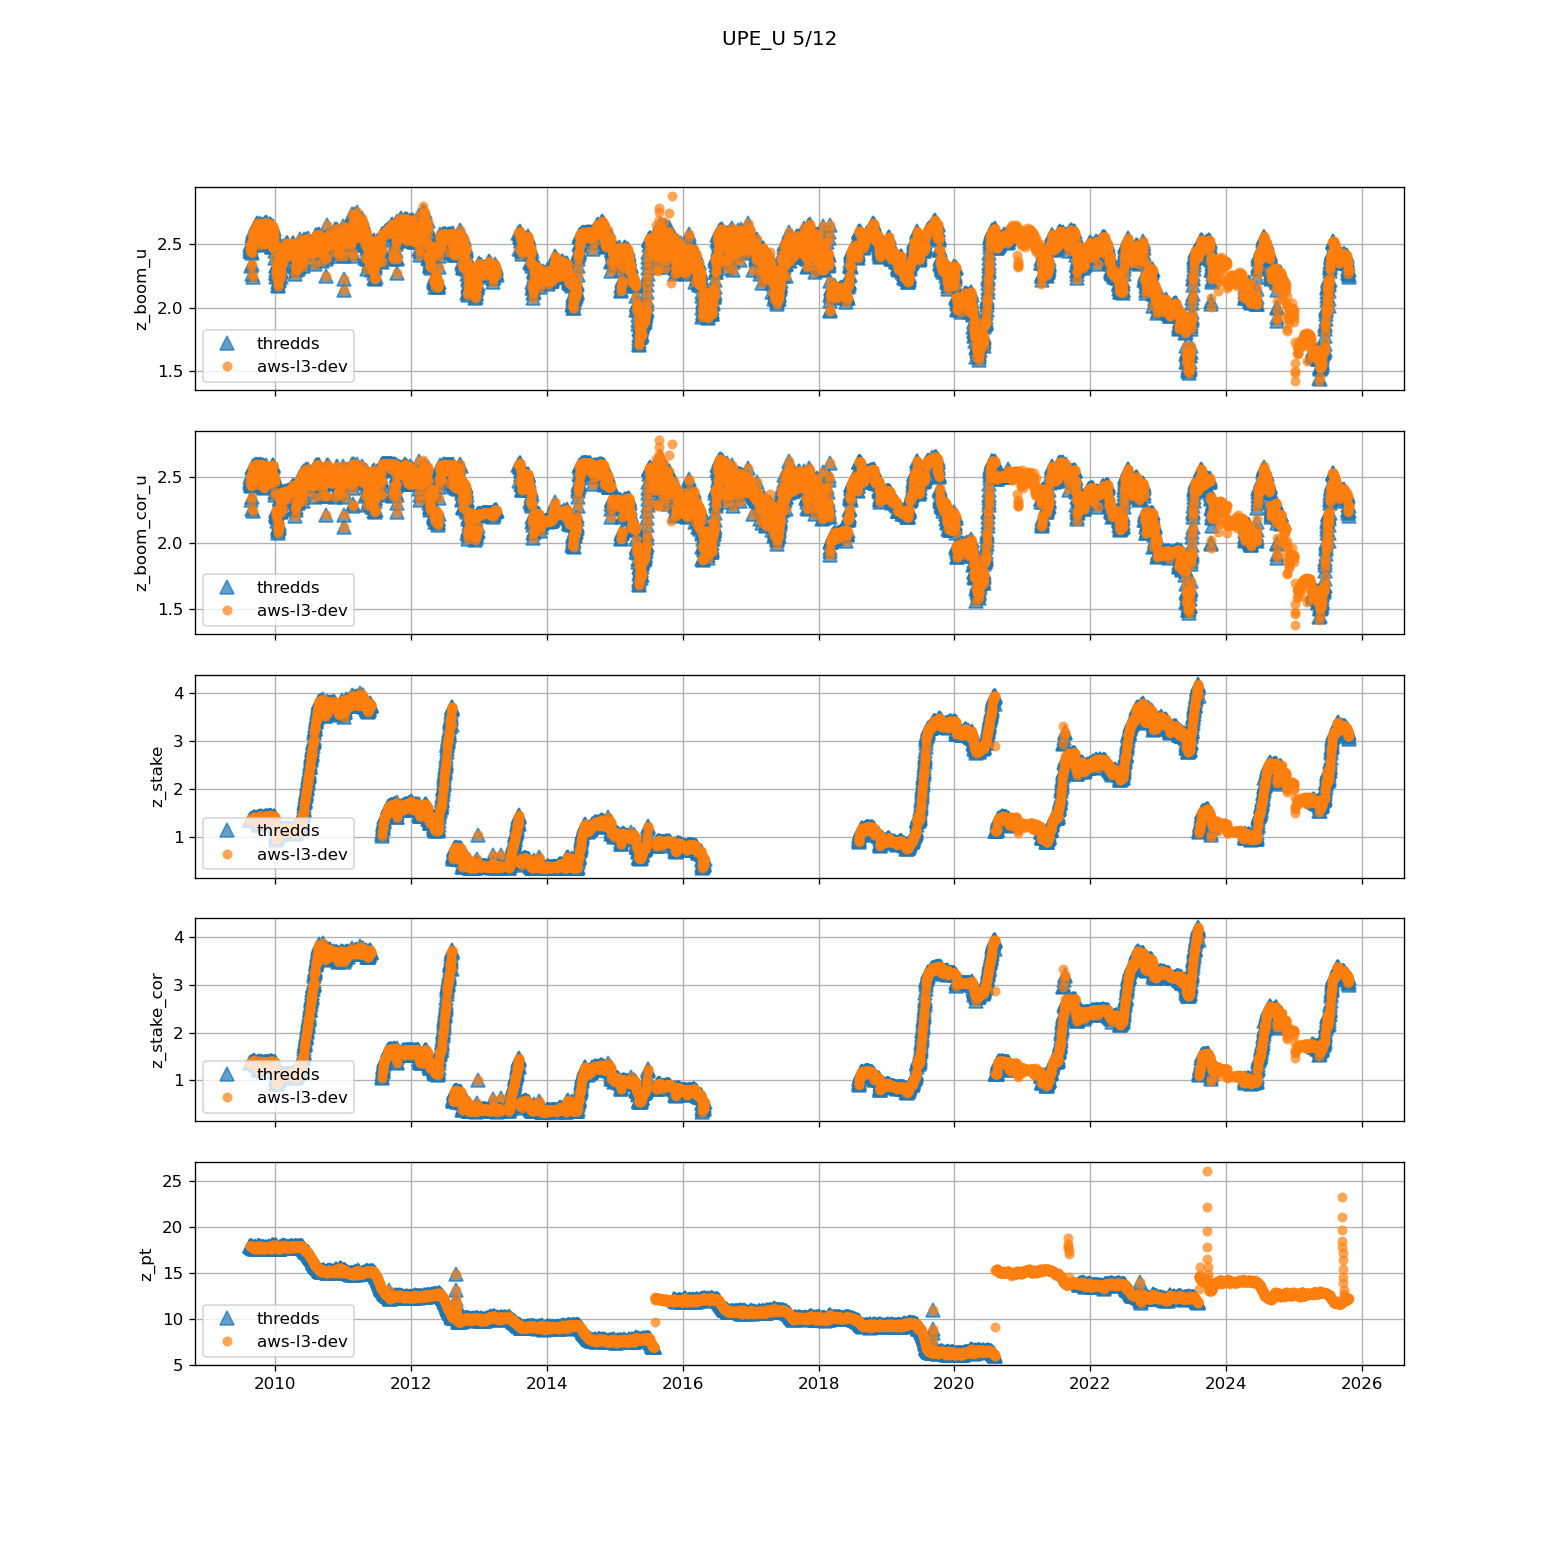 UPE_U 5/12
z_boom_u
2.5
2.0
1.5
thredds
aws-l3-dev
z_boom_cor_u
2.5
2.0
1.5
thredds
aws-l3-dev
z_stake
4
3
2
1
thredds
aws-l3-dev
z_stake_cor
4
3
2
1
thredds
aws-l3-dev
z_pt
25
20
15
10
5
thredds
aws-l3-dev
2010 2012 2014 2016 2018 2020 2022 2024 2026